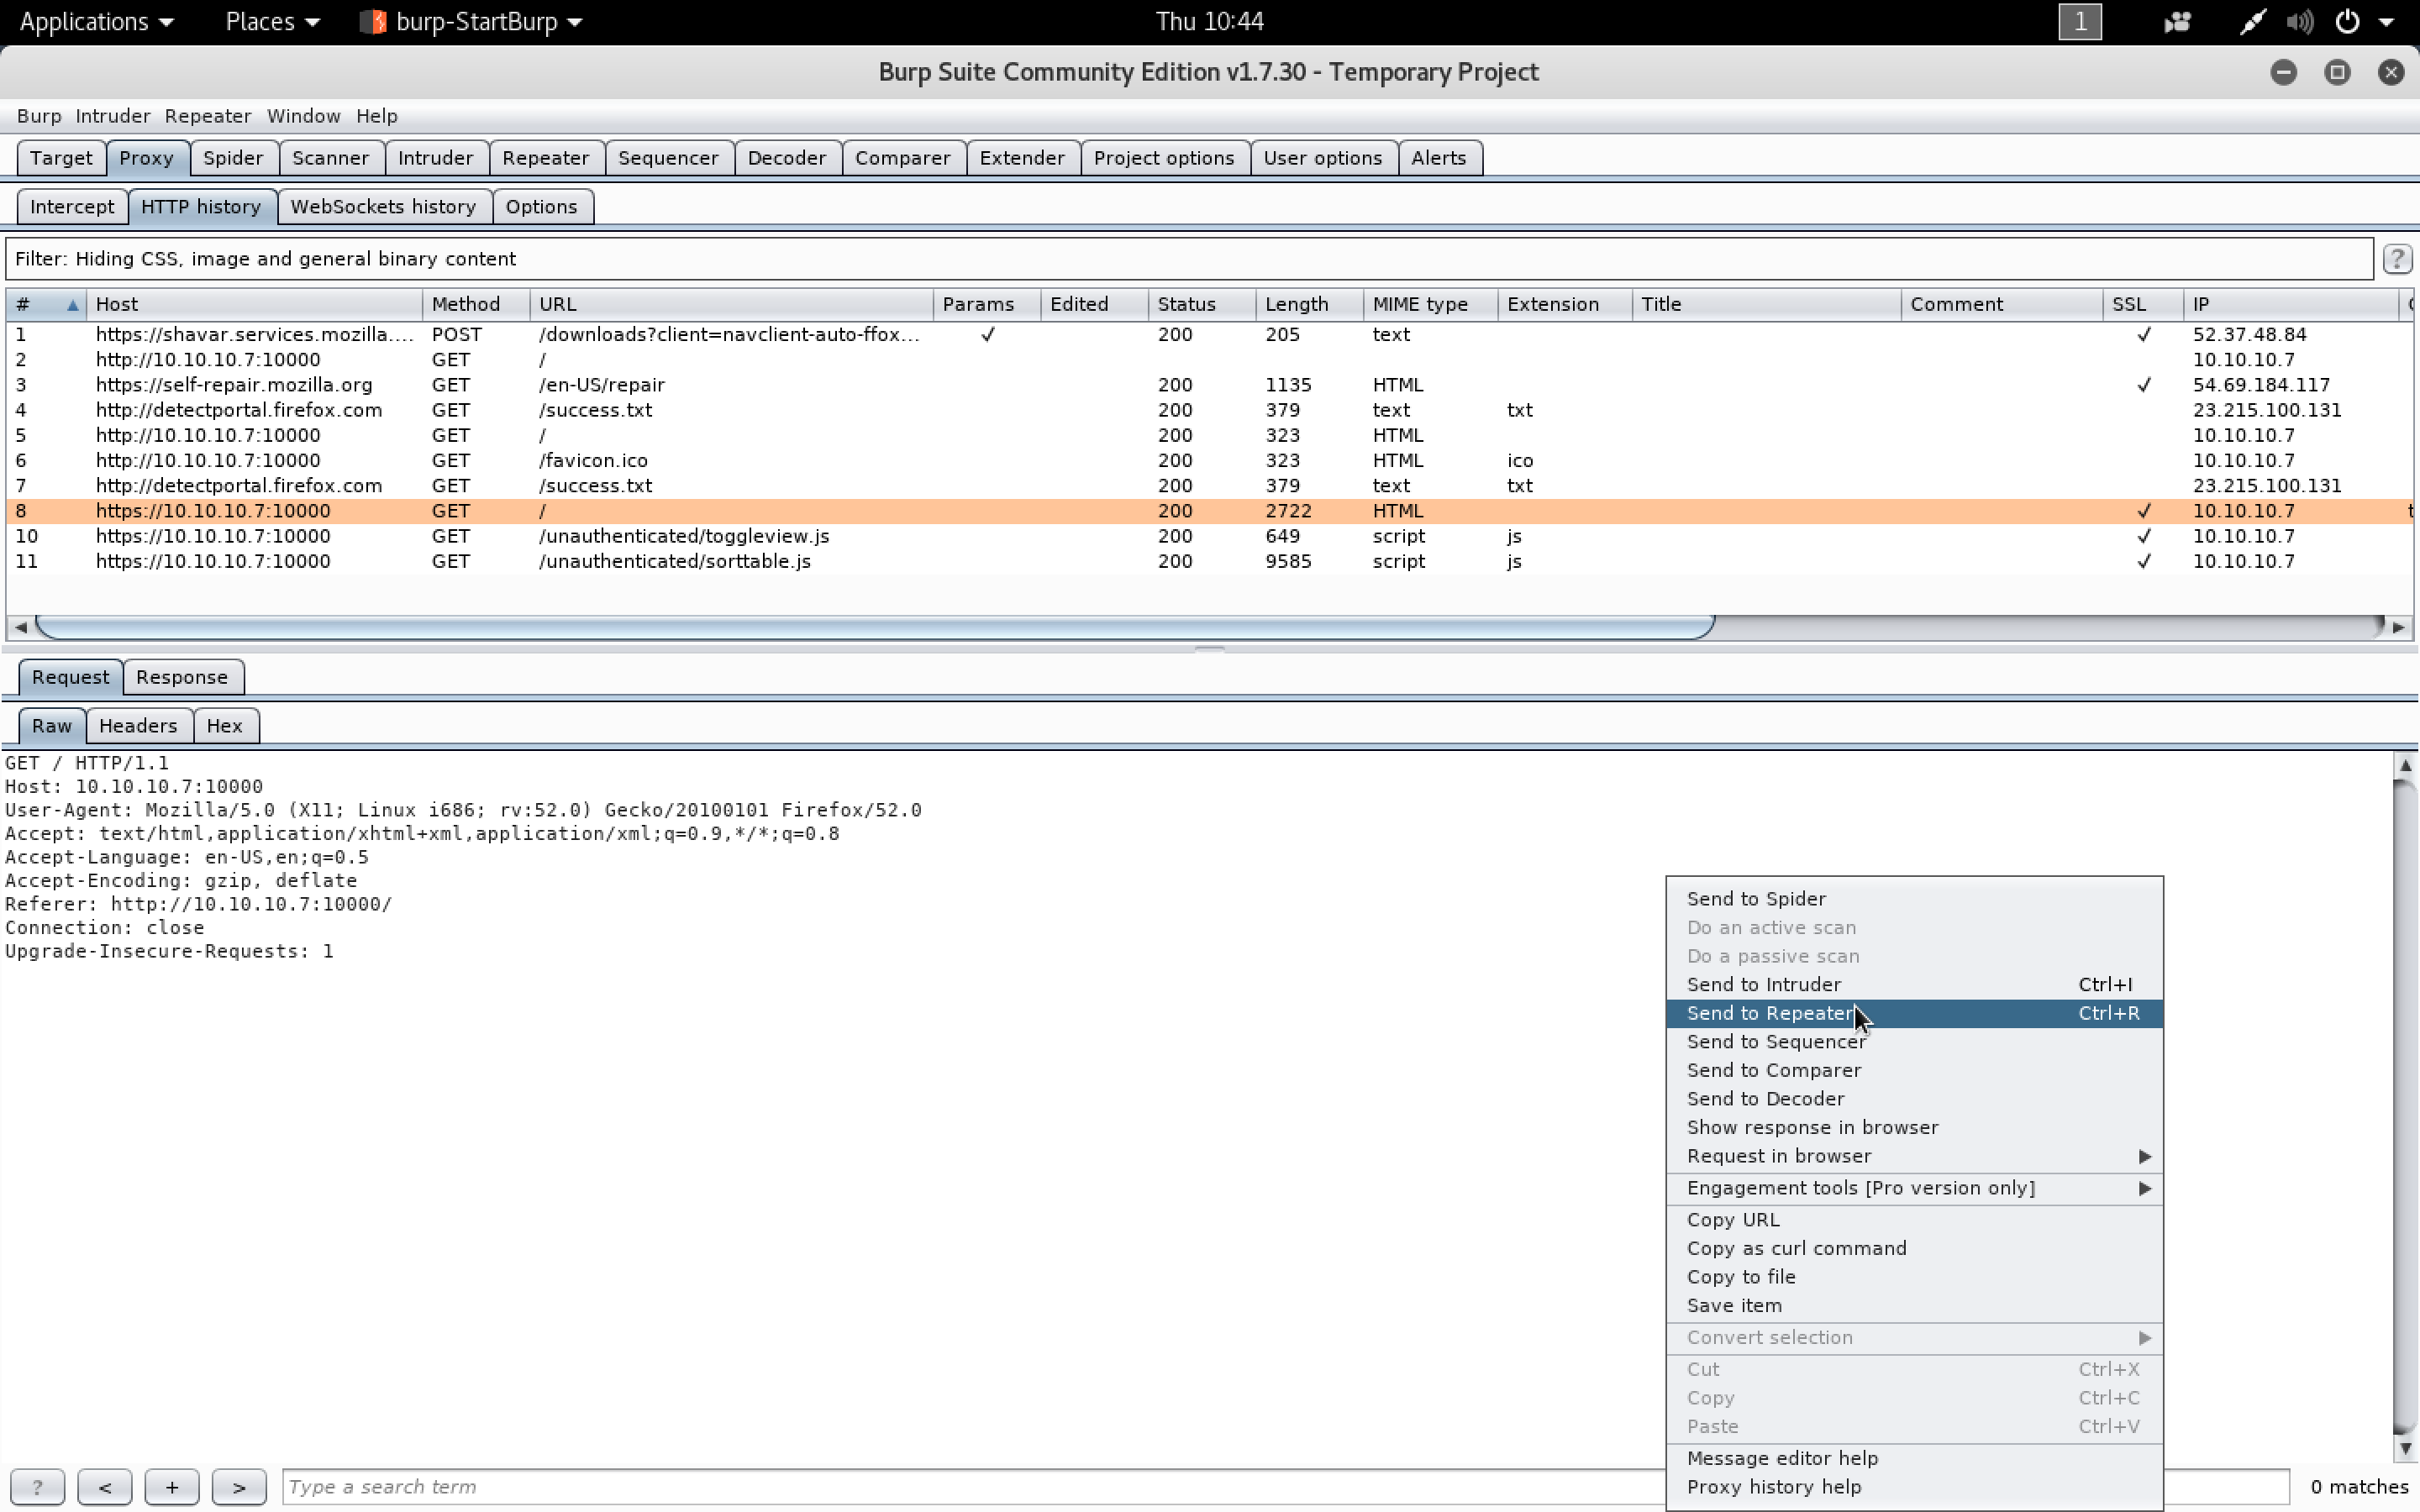 Applications Places burp-StartBurp Thu 10:44 1
Burp Suite Community Edition v1.7.30 - Temporary Project
Burp Intruder Repeater Window Help
Target Proxy Spider Scanner Intruder Repeater Sequencer Decoder Comparer Extender Project options User options Alerts
Intercept HTTP history WebSockets history Options
Filter: Hiding CSS, image and general binary content ?
# Host Method URL Params Edited Status Length MIME type Extension Title Comment SSL IP
1 https://shavar.services.mozilla.... POST /downloads?client=navclient-auto-ffox... ✓ 200 205 text ✓ 52.37.48.84
2 http://10.10.10.7:10000 GET / 10.10.10.7
3 https://self-repair.mozilla.org GET /en-US/repair 200 1135 HTML ✓ 54.69.184.117
4 http://detectportal.firefox.com GET /success.txt 200 379 text txt 23.215.100.131
5 http://10.10.10.7:10000 GET / 200 323 HTML 10.10.10.7
6 http://10.10.10.7:10000 GET /favicon.ico 200 323 HTML ico 10.10.10.7
7 http://detectportal.firefox.com GET /success.txt 200 379 text txt 23.215.100.131
8 https://10.10.10.7:10000 GET / 200 2722 HTML ✓ 10.10.10.7 t
10 https://10.10.10.7:10000 GET /unauthenticated/toggleview.js 200 649 script js ✓ 10.10.10.7
11 https://10.10.10.7:10000 GET /unauthenticated/sorttable.js 200 9585 script js ✓ 10.10.10.7
Request Response
Raw Headers Hex
GET / HTTP/1.1
Host: 10.10.10.7:10000
User-Agent: Mozilla/5.0 (X11; Linux i686; rv:52.0) Gecko/20100101 Firefox/52.0
Accept: text/html,application/xhtml+xml,application/xml;q=0.9,*/*;q=0.8
Accept-Language: en-US,en;q=0.5
Accept-Encoding: gzip, deflate
Referer: http://10.10.10.7:10000/
Connection: close
Upgrade-Insecure-Requests: 1
Send to Spider
Do an active scan
Do a passive scan
Send to Intruder Ctrl+I
Send to Repeater Ctrl+R
Send to Sequencer
Send to Comparer
Send to Decoder
Show response in browser
Request in browser
Engagement tools [Pro version only]
Copy URL
Copy as curl command
Copy to file
Save item
Convert selection
Cut Ctrl+X
Copy Ctrl+C
Paste Ctrl+V
Message editor help
Proxy history help
? < + > Type a search term 0 matches